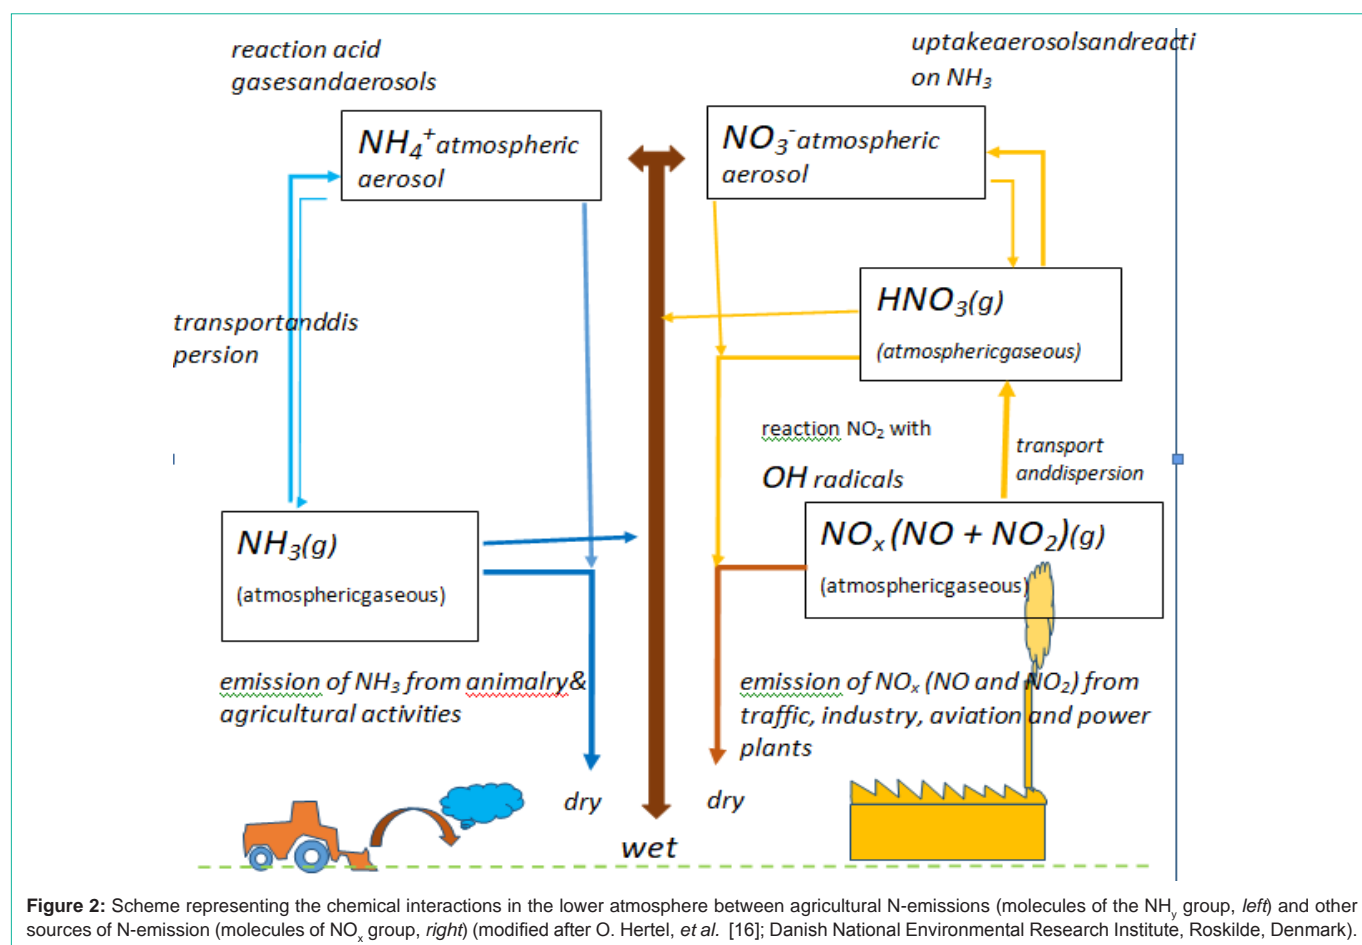 reaction acid
gasesandaerosols
uptakeaerosolsandreacti
on NH₃
NH₄⁺ atmospheric
aerosol
NO₃⁻ atmospheric
aerosol
HNO₃(g)
(atmosphericgaseous)
transportanddis
persion
reaction NO₂ with
OH radicals
transport
anddispersion
NH₃(g)
(atmosphericgaseous)
NOₓ (NO + NO₂)(g)
(atmosphericgaseous)
emission of NH₃ from animalry&
agricultural activities
emission of NOₓ (NO and NO₂) from
traffic, industry, aviation and power
plants
dry
dry
wet
Figure 2: Scheme representing the chemical interactions in the lower atmosphere between agricultural N-emissions (molecules of the NHy group, left) and other
sources of N-emission (molecules of NOₓ group, right) (modified after O. Hertel, et al. [16]; Danish National Environmental Research Institute, Roskilde, Denmark).